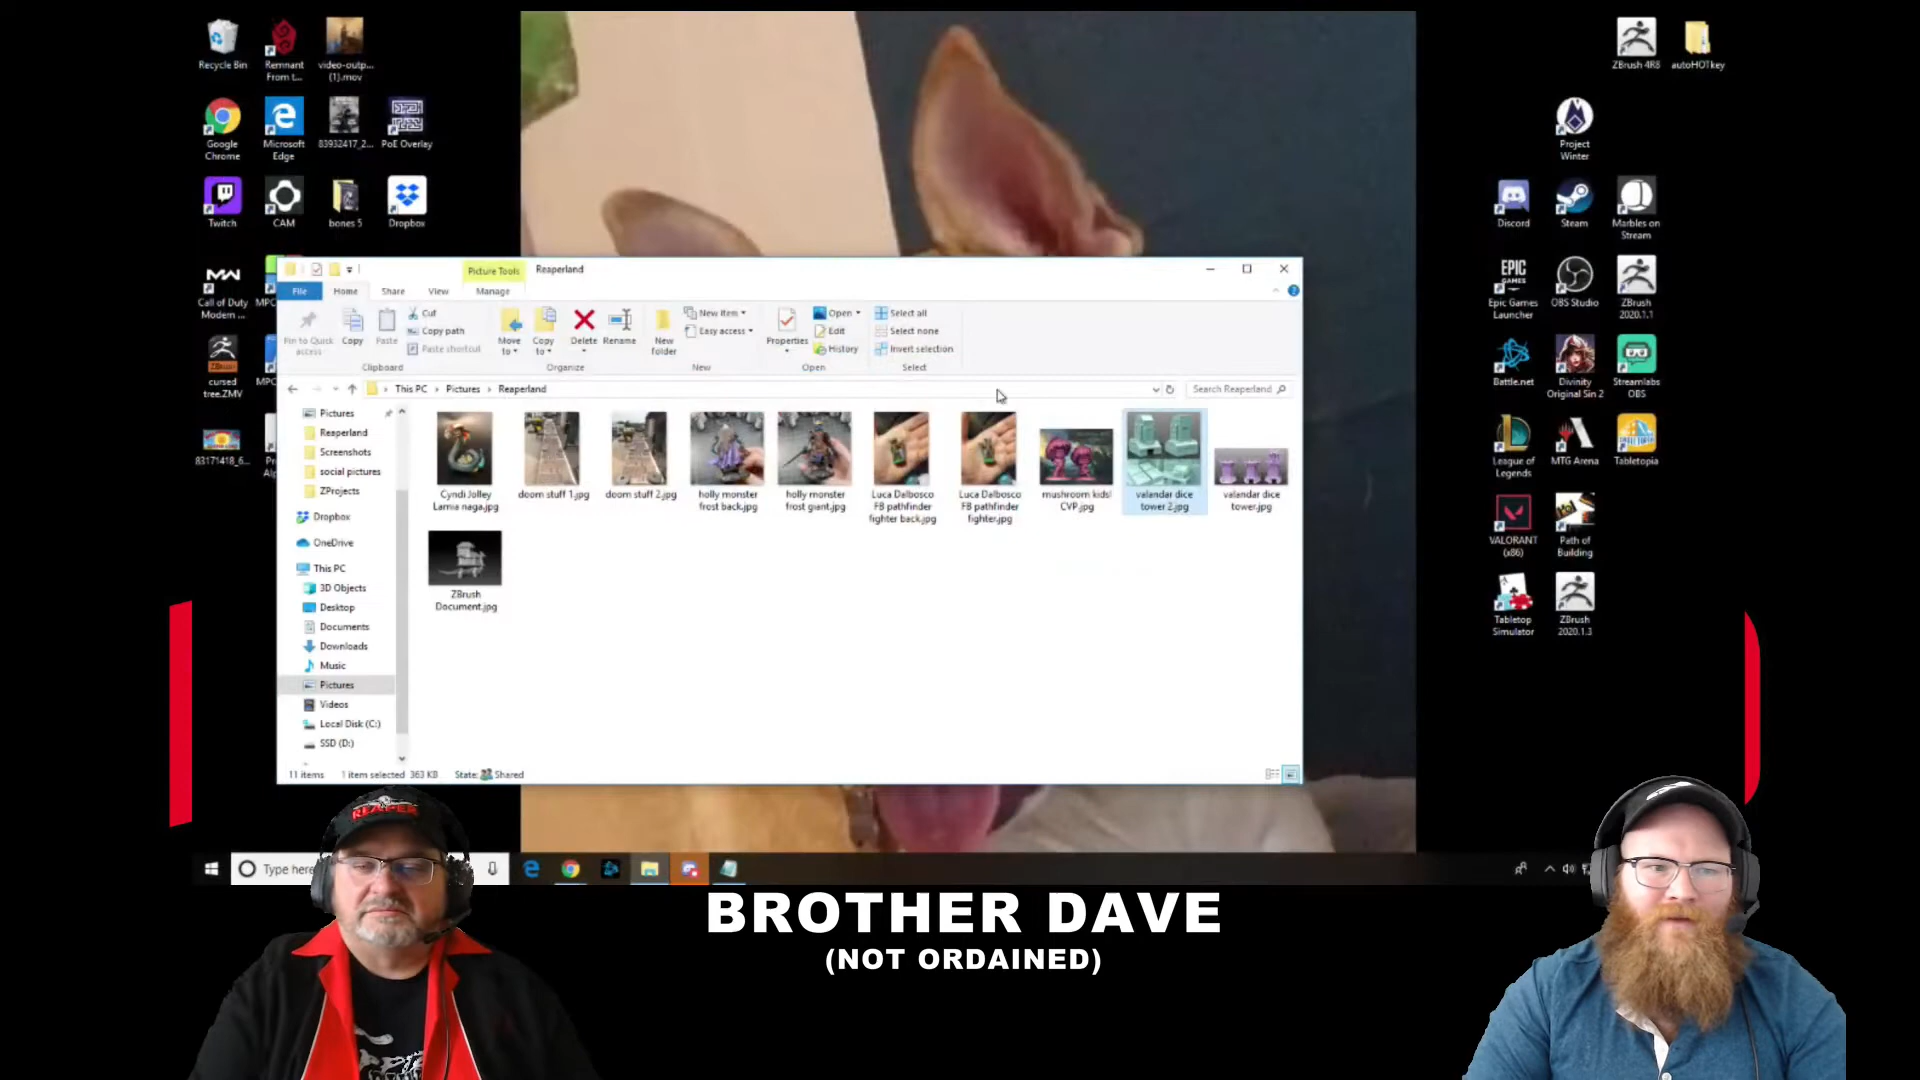 Recycle Bin
Remnant
From t...
video-outp...
(1).mov
ZBrush 4R8
autoHOTkey
Google
Chrome
Microsoft
Edge
83932417_2...
PoE Overlay
Project
Winter
Twitch
CAM
bones 5
Dropbox
Discord
Steam
Marbles on
Stream
Call of Duty
Modern ...
MPC
EPIC
GAMES
Epic Games
Launcher
OBS Studio
ZBrush
2020.1.1
ZBRUSH
cursed
tree.ZMV
MPC
Battle.net
Divinity
Original Sin 2
Streamlabs
OBS
83171418_6...
League of
Legends
MTG Arena
Tabletopia
VALORANT
(x86)
Path of
Building
Tabletop
Simulator
ZBrush
2020.1.3
Picture Tools
Reaperland
File
Home
Share
View
Manage
Pin to Quick
access
Copy
Paste
Cut
Copy path
Paste shortcut
Clipboard
Move
to
Copy
to
Delete
Rename
Organize
New
folder
New item
Easy access
New
Properties
Open
Edit
History
Open
Select all
Select none
Invert selection
Select
This PC
Pictures
Reaperland
Search Reaperland
Pictures
Reaperland
Screenshots
social pictures
ZProjects
Dropbox
OneDrive
This PC
3D Objects
Desktop
Documents
Downloads
Music
Pictures
Videos
Local Disk (C:)
SSD (D:)
Cyndi Jolley
Lamia naga.jpg
doom stuff 1.jpg
doom stuff 2.jpg
holly monster
frost back.jpg
holly monster
frost giant.jpg
Luca Dalbosco
FB pathfinder
fighter back.jpg
Luca Dalbosco
FB pathfinder
fighter.jpg
mushroom kids!
CVP.jpg
valandar dice
tower 2.jpg
valandar dice
tower.jpg
ZBrush
Document.jpg
11 items
1 item selected
363 KB
State:
Shared
Type here
REAPER
BROTHER DAVE
(NOT ORDAINED)